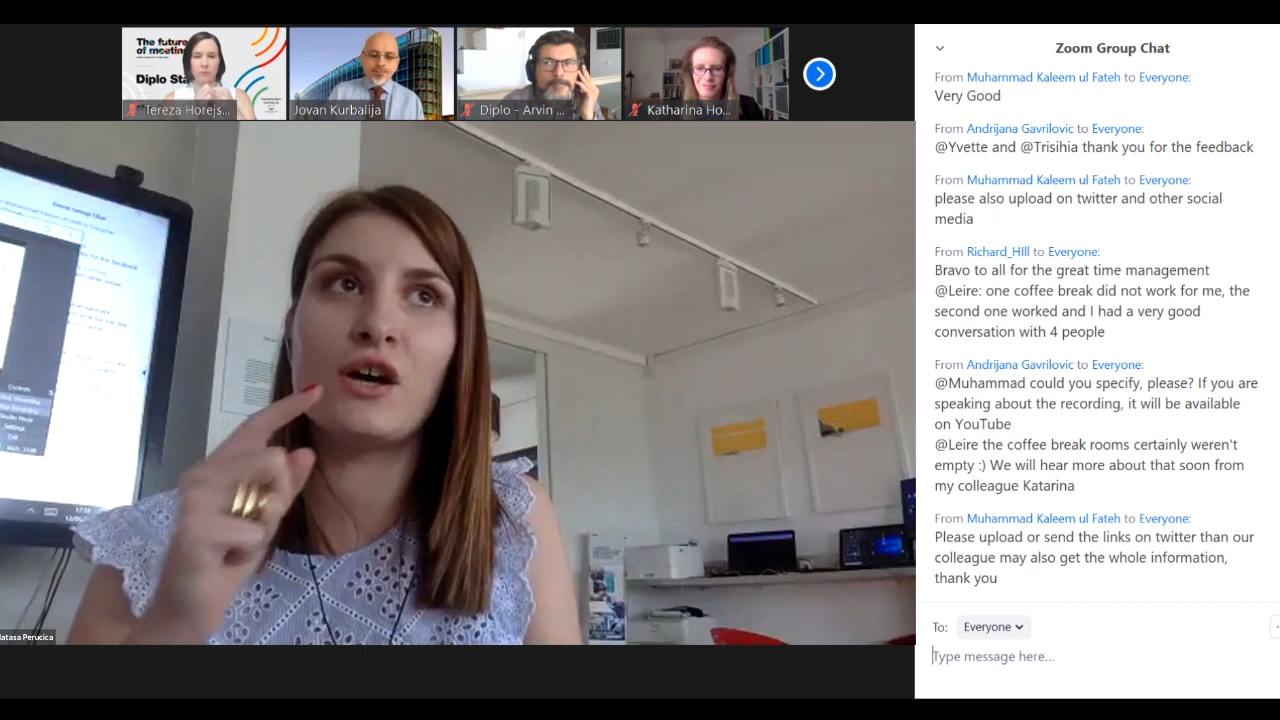 The future
of meetin
Diplo Sta
Tereza Horejs...
Jovan Kurbalija
Diplo - Arvin ...
Katharina Ho...
atasa Perucica
Zoom Group Chat
From Muhammad Kaleem ul Fateh to Everyone:
Very Good
From Andrijana Gavrilovic to Everyone:
@Yvette and @Trisihia thank you for the feedback
From Muhammad Kaleem ul Fateh to Everyone:
please also upload on twitter and other social
media
From Richard_HIll to Everyone:
Bravo to all for the great time management
@Leire: one coffee break did not work for me, the
second one worked and I had a very good
conversation with 4 people
From Andrijana Gavrilovic to Everyone:
@Muhammad could you specify, please? If you are
speaking about the recording, it will be available
on YouTube
@Leire the coffee break rooms certainly weren't
empty :) We will hear more about that soon from
my colleague Katarina
From Muhammad Kaleem ul Fateh to Everyone:
Please upload or send the links on twitter than our
colleague may also get the whole information,
thank you
To: Everyone
Type message here...